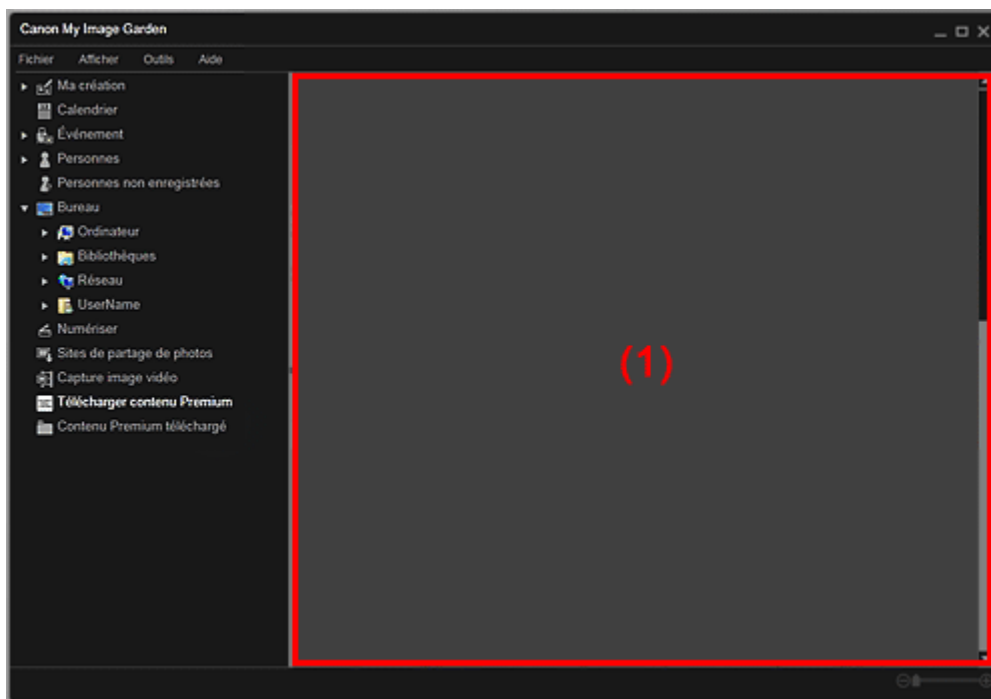 Canon My Image Garden
Fichier Afficher Outils Aide
Ma création
Calendrier
Événement
Personnes
Personnes non enregistrées
Bureau
Ordinateur
Bibliothèques
Réseau
UserName
Numériser
Sites de partage de photos
Capture image vidéo
Télécharger contenu Premium
Contenu Premium téléchargé
(1)